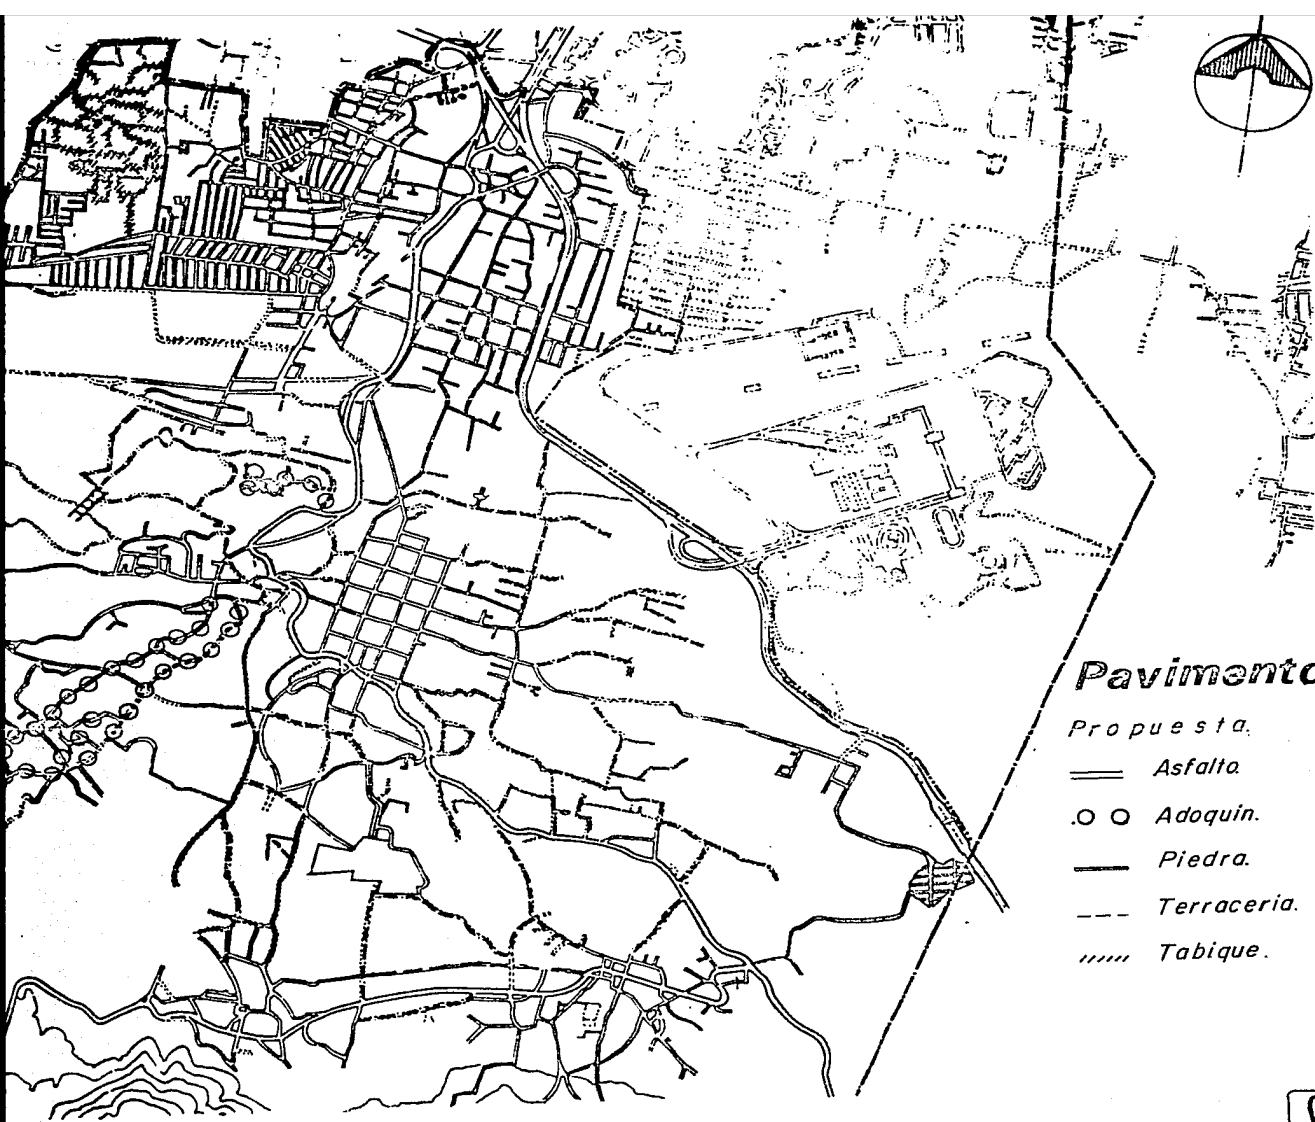 Pavimento
Propuesta.
Asfalto.
Adoquin.
Piedra.
Terraceria.
Tabique.